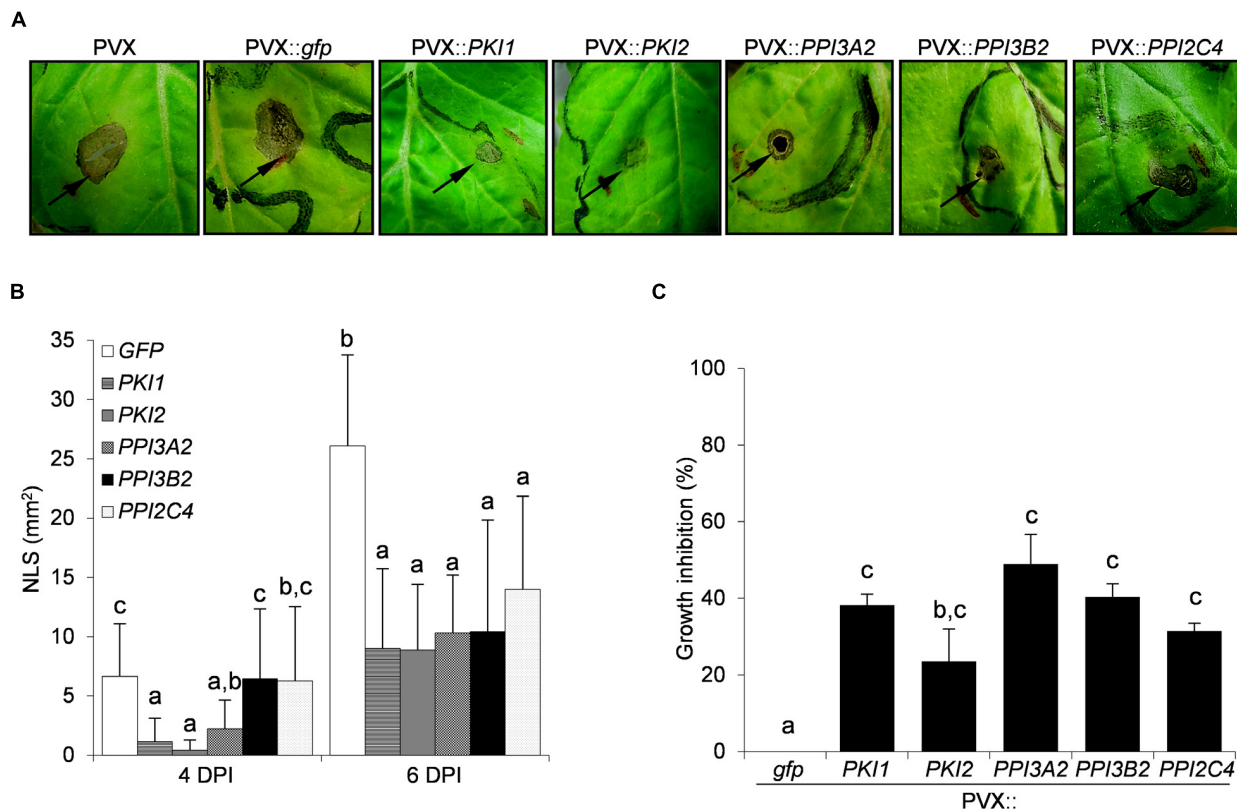 A
PVX PVX::gfp PVX::PKI1 PVX::PKI2 PVX::PPI3A2 PVX::PPI3B2 PVX::PPI2C4
B
35
30
25
20
15
10
5
0
NLS (mm²)
GFP
PKI1
PKI2
PPI3A2
PPI3B2
PPI2C4
c a a a,b c b,c
b a a a a a
4 DPI 6 DPI
C
100
80
60
40
20
0
Growth inhibition (%)
a c b,c c c c
gfp PKI1 PKI2 PPI3A2 PPI3B2 PPI2C4
PVX::